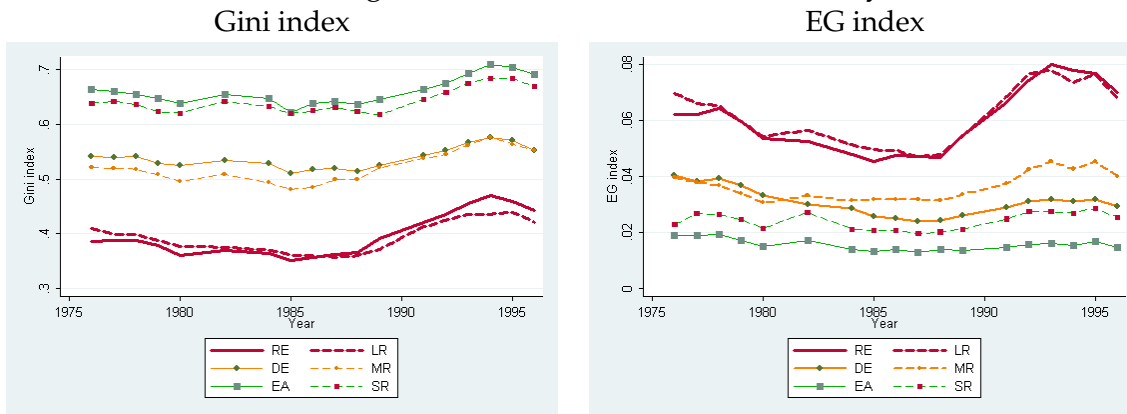 Gini index
EG index
.7
.6
.5
.4
.3
Gini index
1975
1980
1985
1990
1995
Year
RE
LR
DE
MR
EA
SR
.08
.06
.04
.02
0
EG index
1975
1980
1985
1990
1995
Year
RE
LR
DE
MR
EA
SR